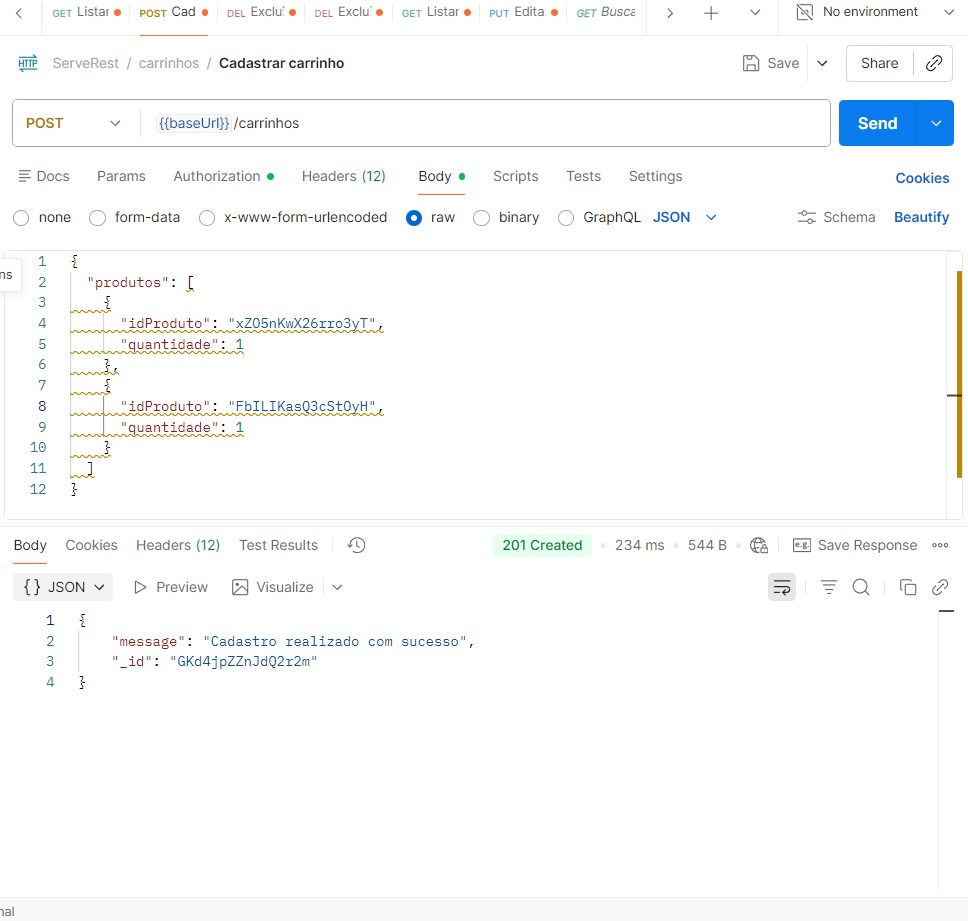 GET Listar POST Cad DEL Exclui DEL Exclui GET Listar PUT Edita GET Busca No environment
HTTP ServeRest / carrinhos / Cadastrar carrinho Save Share
POST {{baseUrl}} /carrinhos Send
Docs Params Authorization Headers (12) Body Scripts Tests Settings Cookies
none form-data x-www-form-urlencoded raw binary GraphQL JSON Schema Beautify
ns
1 {
2 "produtos": [
3 {
4 "idProduto": "xZO5nKwX26rro3yT",
5 "quantidade": 1
6 },
7 {
8 "idProduto": "FbILIKasQ3cStOyH",
9 "quantidade": 1
10 }
11 ]
12 }
Body Cookies Headers (12) Test Results 201 Created • 234 ms • 544 B • e.g. Save Response
{} JSON Preview Visualize
1 {
2 "message": "Cadastro realizado com sucesso",
3 "_id": "GKd4jpZZnJdQ2r2m"
4 }
nal